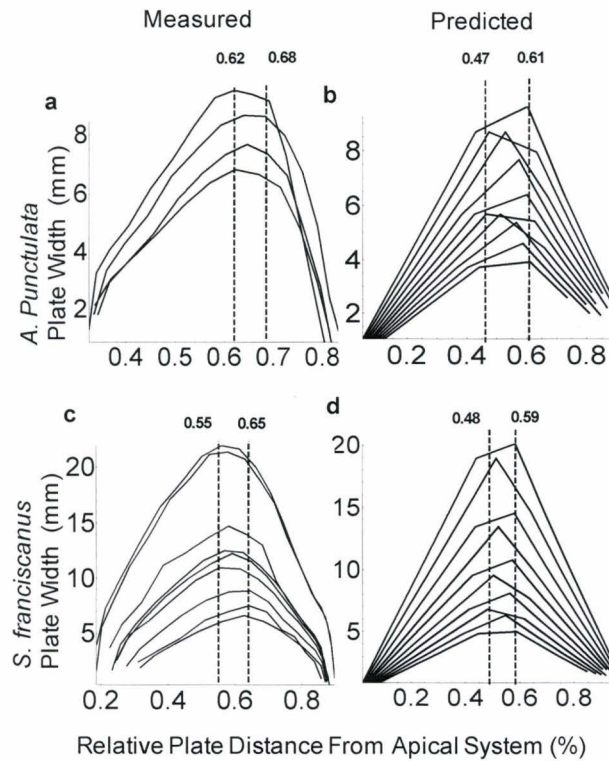 Measured
Predicted
0.62 0.68
0.47 0.61
a
b
A. Punctulata
Plate Width (mm)
8
6
4
2
0.4 0.5 0.6 0.7 0.8
8
6
4
2
0.2 0.4 0.6 0.8
c
d
0.55 0.65
0.48 0.59
S. franciscanus
Plate Width (mm)
20
15
10
5
0.2 0.4 0.6 0.8
20
15
10
5
0.2 0.4 0.6 0.8
Relative Plate Distance From Apical System (%)